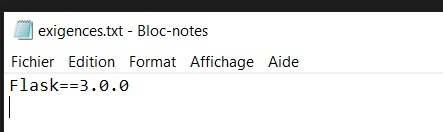 exigences.txt - Bloc-notes
Fichier Edition Format Affichage Aide
Flask==3.0.0